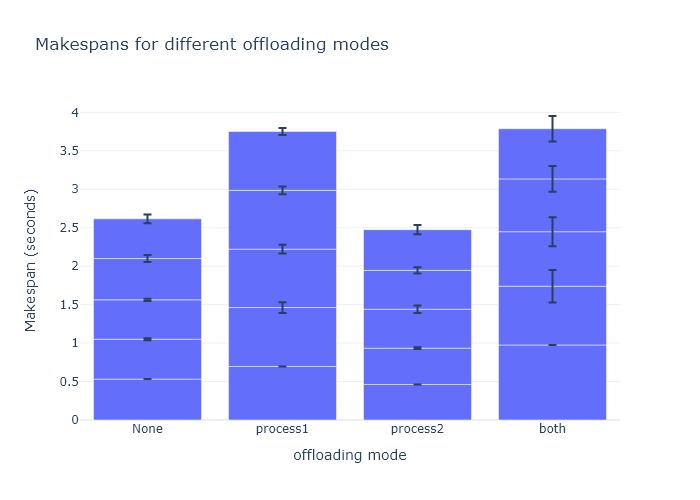 Makespans for different offloading modes
4
3.5
3
2.5
2
1.5
1
0.5
0
Makespan (seconds)
None process1 process2 both
offloading mode